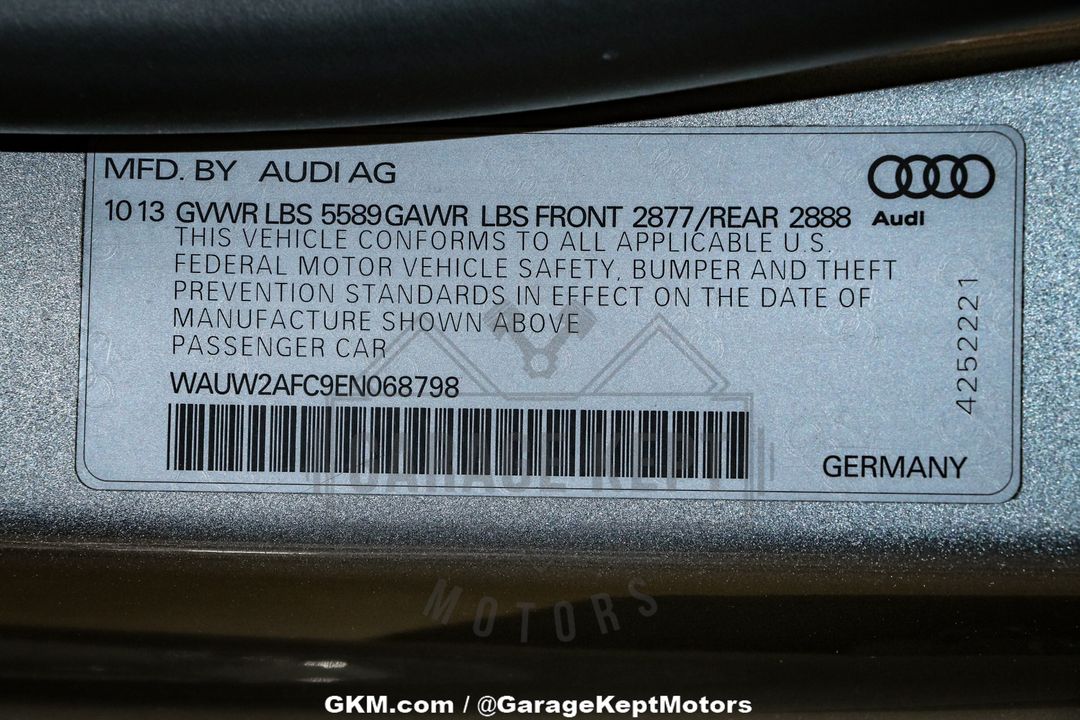 MFD. BY AUDI AG
Audi
10 13 GVWR LBS 5589 GAWR LBS FRONT 2877/REAR 2888
THIS VEHICLE CONFORMS TO ALL APPLICABLE U.S.
FEDERAL MOTOR VEHICLE SAFETY, BUMPER AND THEFT
PREVENTION STANDARDS IN EFFECT ON THE DATE OF
MANUFACTURE SHOWN ABOVE
PASSENGER CAR
WAUW2AFC9EN068798
4252221
GERMANY
GARAGE KEPT
MOTORS
GKM.com / @GarageKeptMotors